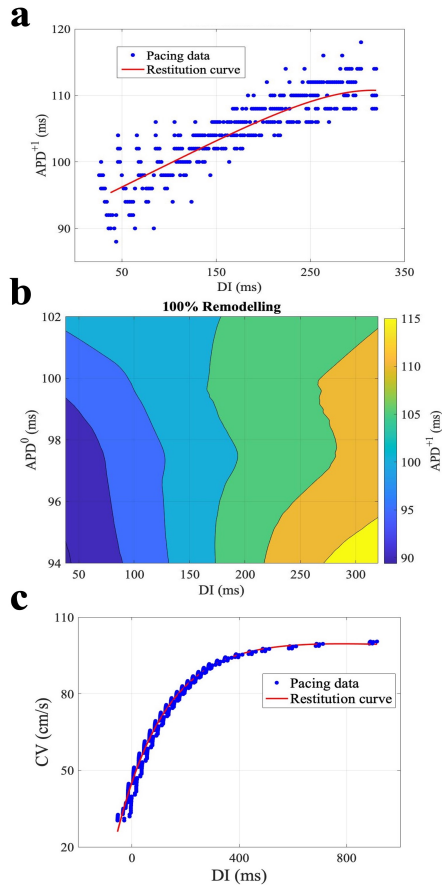 a
120
110
100
90
APD+1 (ms)
Pacing data
Restitution curve
50
150
250
350
DI (ms)
b
100% Remodelling
102
100
98
96
94
APD0 (ms)
50
100
150
200
250
300
DI (ms)
115
110
105
100
95
90
APD+1 (ms)
c
110
80
50
20
CV (cm/s)
Pacing data
Restitution curve
0
400
800
DI (ms)